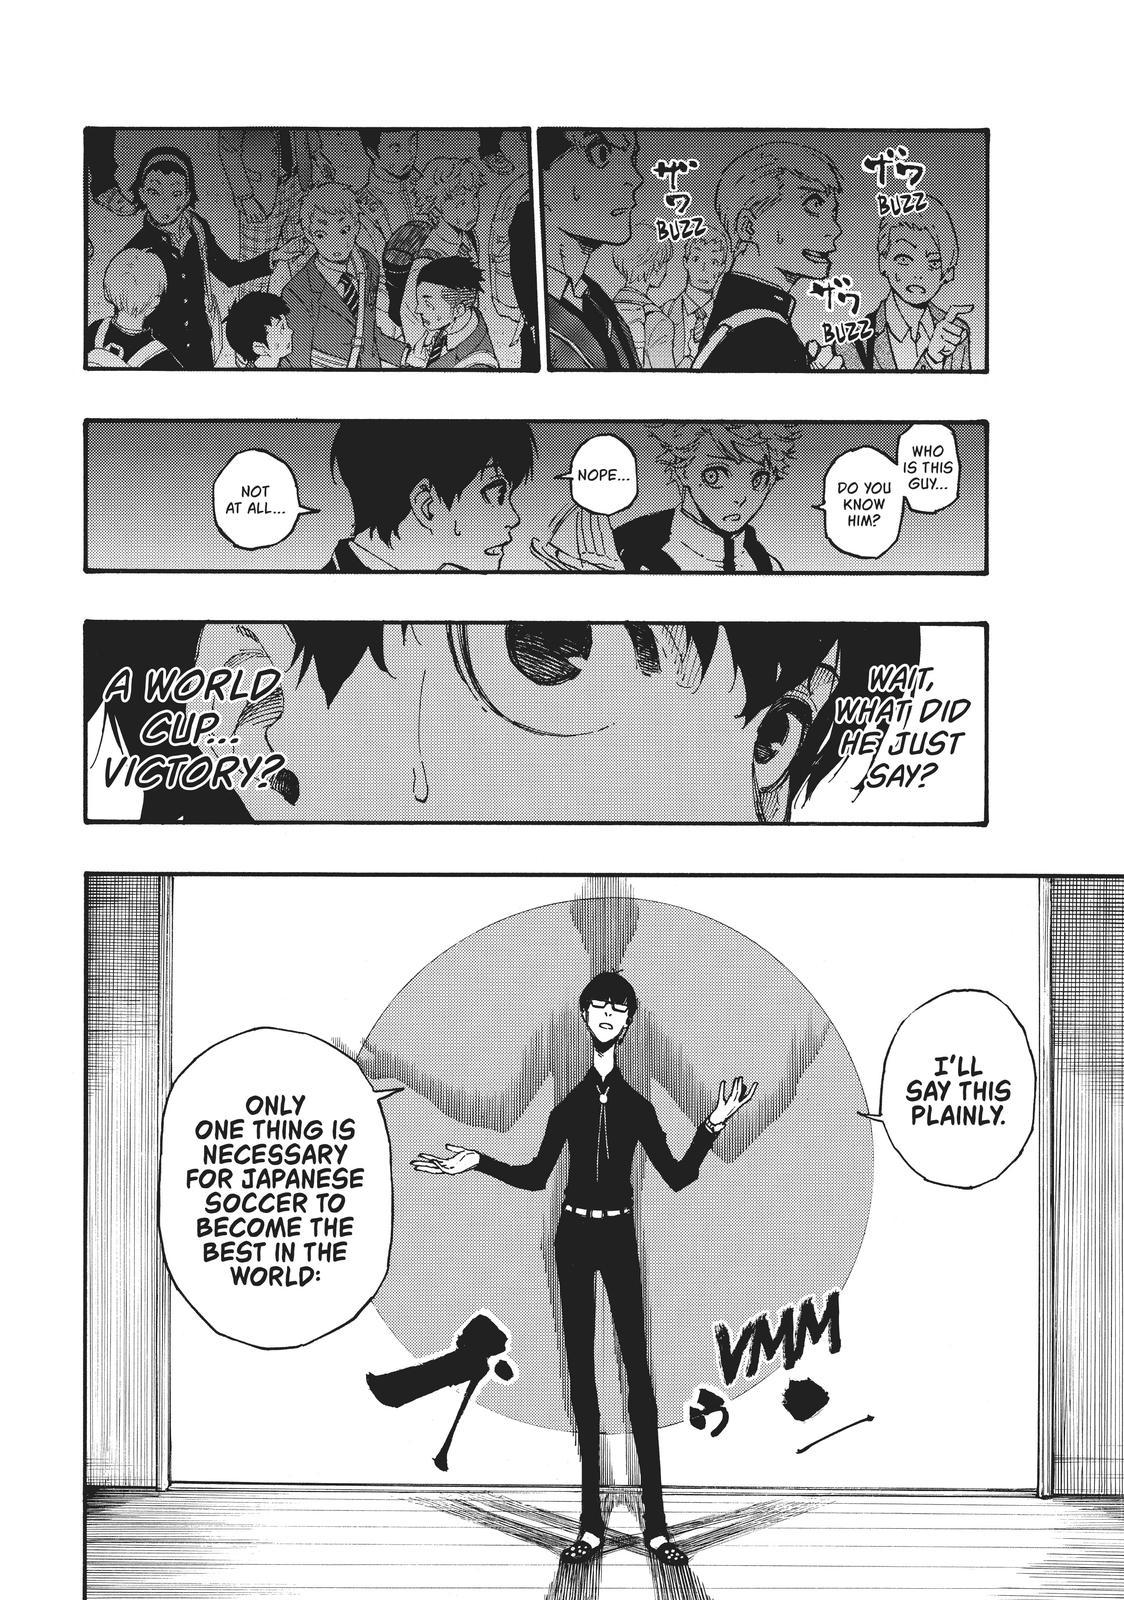 ザワ
BUZZ
ザ
ワ
BUZZ
ザワ
BUZZ
WHO
IS THIS
GUY...
DO YOU
KNOW
HIM?
NOPE...
NOT
AT ALL...
WAIT,
WHAT DID
HE JUST
SAY?
A WORLD
CUP...
VICTORY?
I'LL
SAY THIS
PLAINLY.
ONLY
ONE THING IS
NECESSARY
FOR JAPANESE
SOCCER TO
BECOME THE
BEST IN THE
WORLD:
VMM